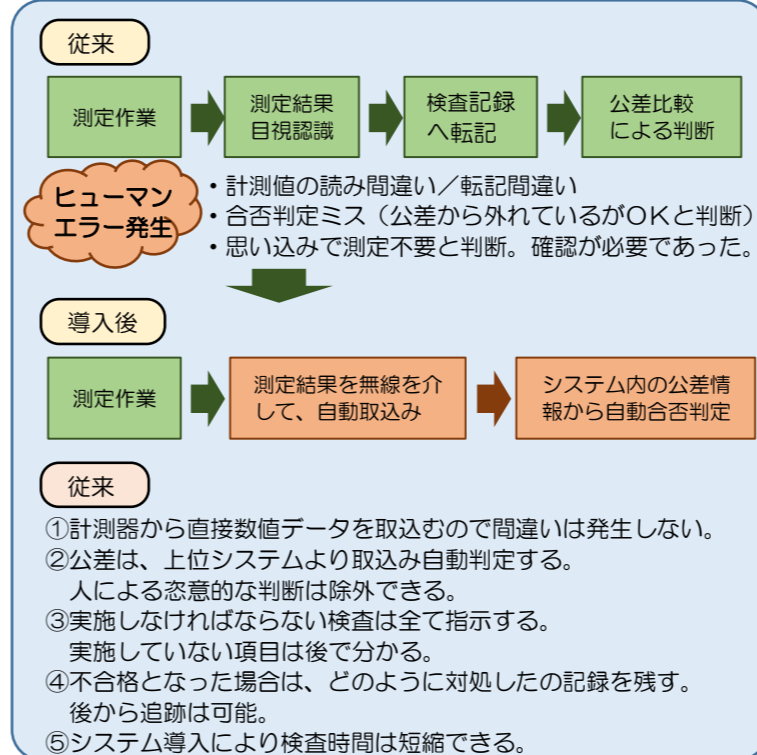 従来
測定作業
測定結果
目視認識
検査記録
へ転記
公差比較
による判断
ヒューマン
エラー発生
・計測値の読み間違い／転記間違い
・合否判定ミス（公差から外れているがOKと判断）
・思い込みで測定不要と判断。確認が必要であった。
導入後
測定作業
測定結果を無線を介
して、自動取込み
システム内の公差情
報から自動合否判定
従来
①計測器から直接数値データを取込むので間違いは発生しない。
②公差は、上位システムより取込み自動判定する。
人による恣意的な判断は除外できる。
③実施しなければならない検査は全て指示する。
実施していない項目は後で分かる。
④不合格となった場合は、どのように対処したの記録を残す。
後から追跡は可能。
⑤システム導入により検査時間は短縮できる。